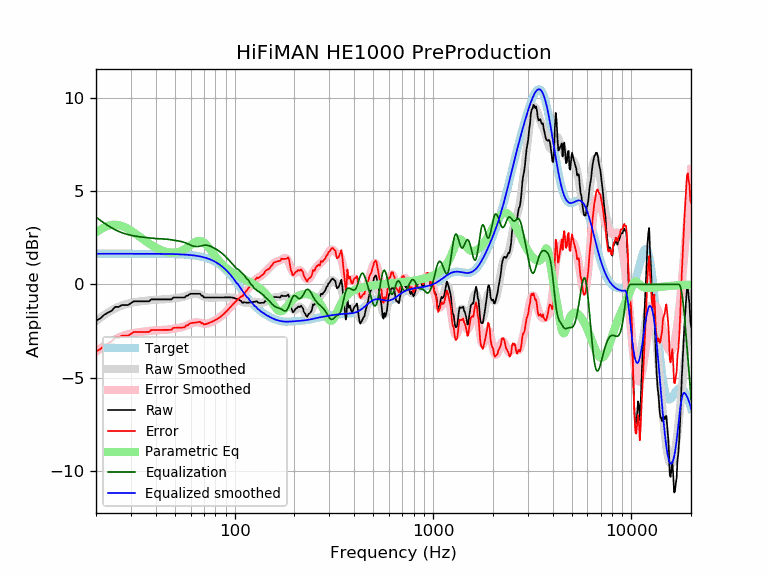 HiFiMAN HE1000 PreProduction
10
5
0
−5
−10
Amplitude (dBr)
Target
Raw Smoothed
Error Smoothed
Raw
Error
Parametric Eq
Equalization
Equalized smoothed
100
1000
10000
Frequency (Hz)